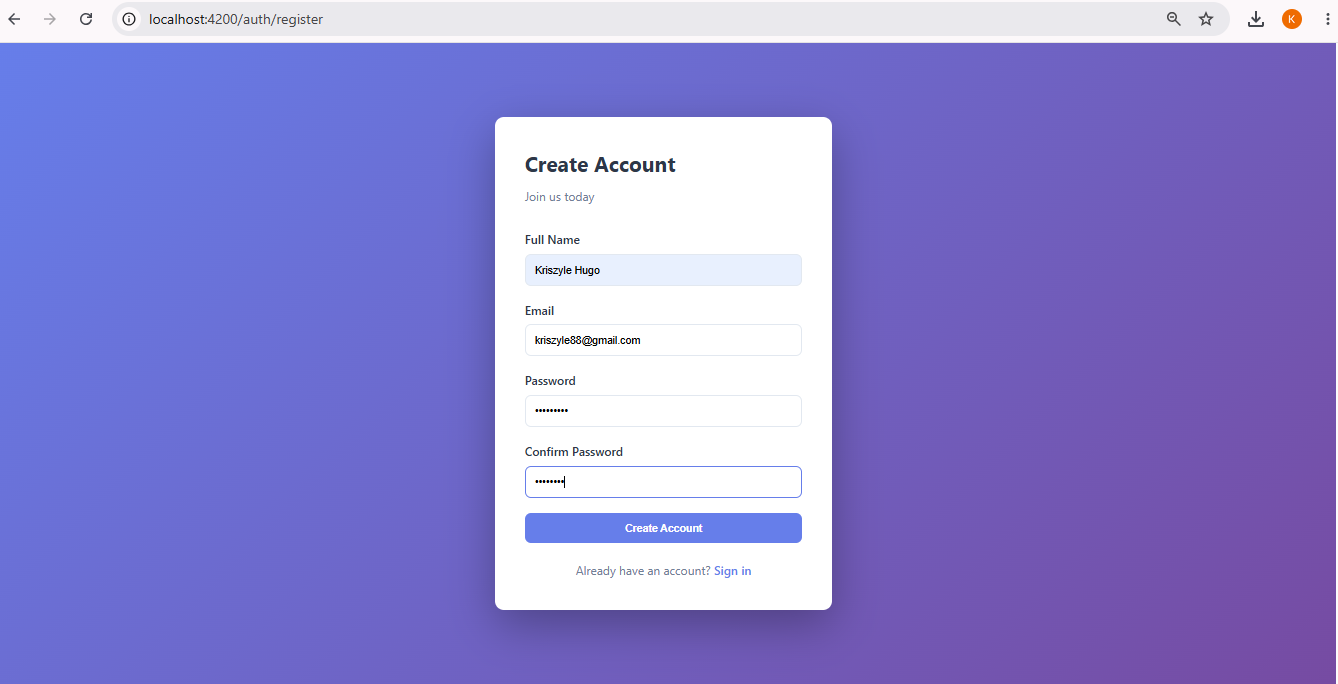 localhost:4200/auth/register
K
Create Account
Join us today
Full Name
Kriszyle Hugo
Email
kriszyle88@gmail.com
Password
•••••••••
Confirm Password
••••••••
Create Account
Already have an account? Sign in